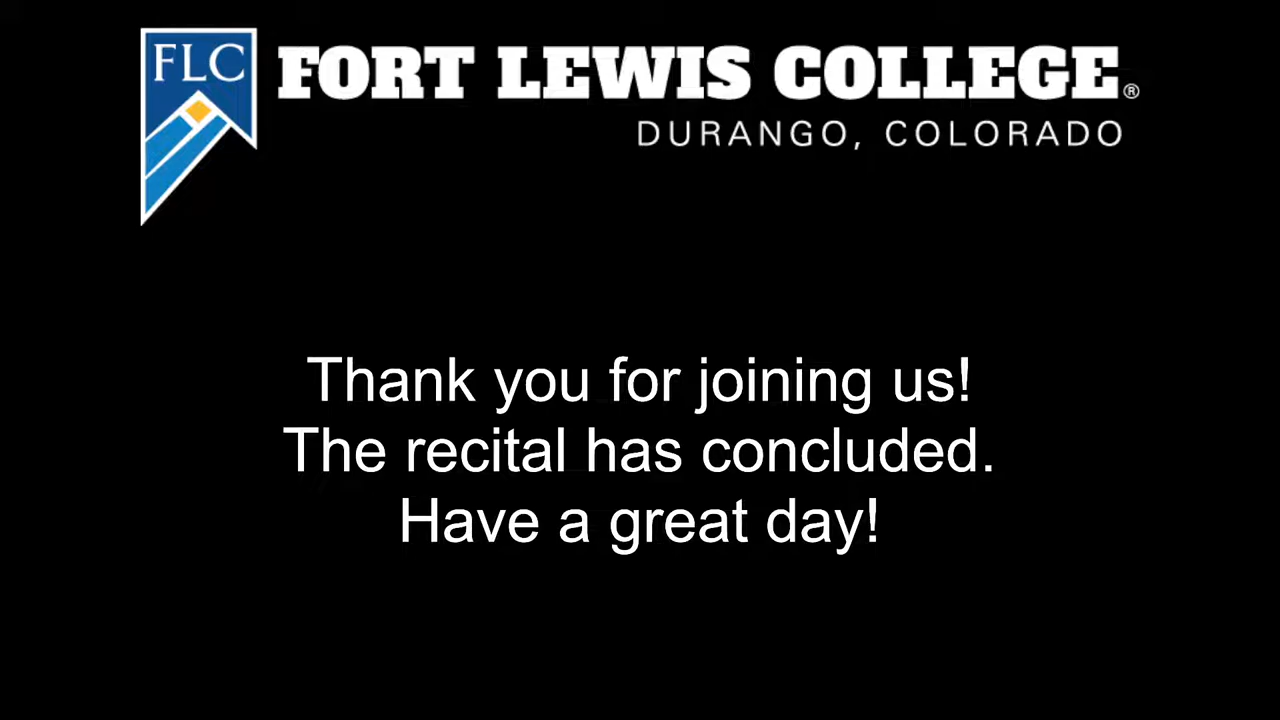 FLC
FORT LEWIS COLLEGE®
DURANGO, COLORADO
Thank you for joining us!
The recital has concluded.
Have a great day!